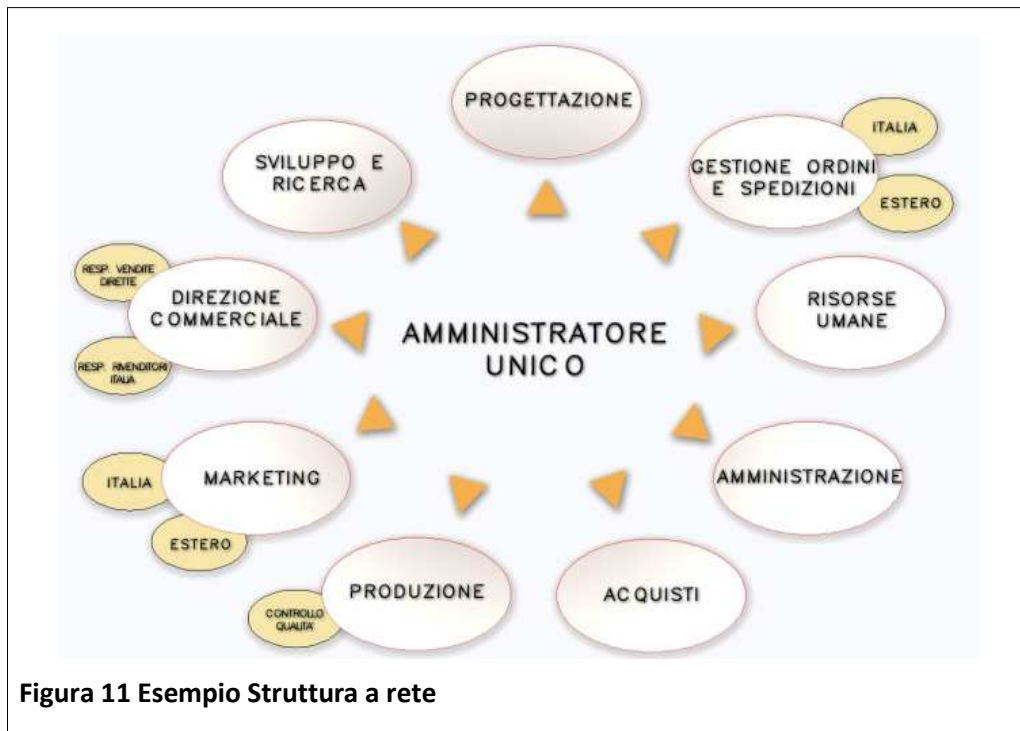 PROGETTAZIONE
ITALIA
SVILUPPO E
RICERCA
GESTIONE ORDINI
E SPEDIZIONI
ESTERO
RESP. VENDITE
DIRETTE
DIREZIONE
COMMERCIALE
RISORSE
UMANE
AMMINISTRATORE
UNICO
RESP. RIVENDITORI
ITALIA
ITALIA
MARKETING
AMMINISTRAZIONE
ESTERO
PRODUZIONE
ACQUISTI
CONTROLLO
QUALITA'
Figura 11 Esempio Struttura a rete